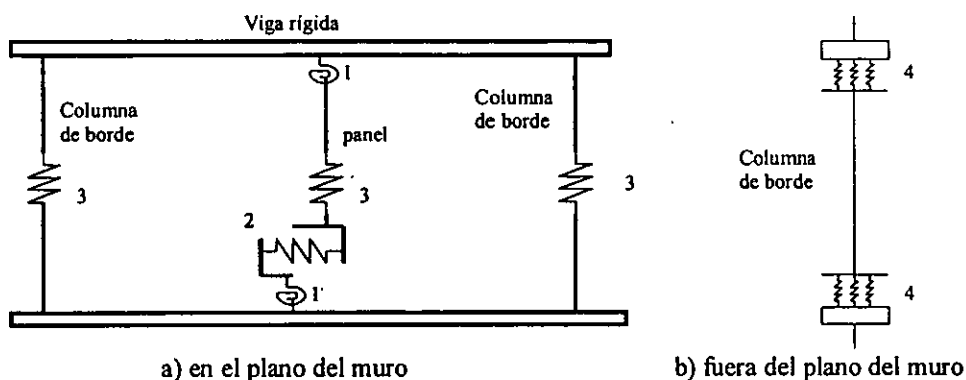 Viga rígida
1
4
Columna
de borde
panel
Columna
de borde
Columna
de borde
3
3
3
2
1'
4
a) en el plano del muro
b) fuera del plano del muro